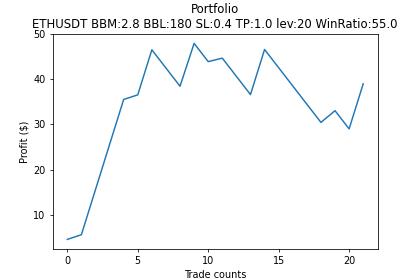 Portfolio
ETHUSDT BBM:2.8 BBL:180 SL:0.4 TP:1.0 lev:20 WinRatio:55.0
50
40
30
20
10
Profit ($)
0 5 10 15 20
Trade counts